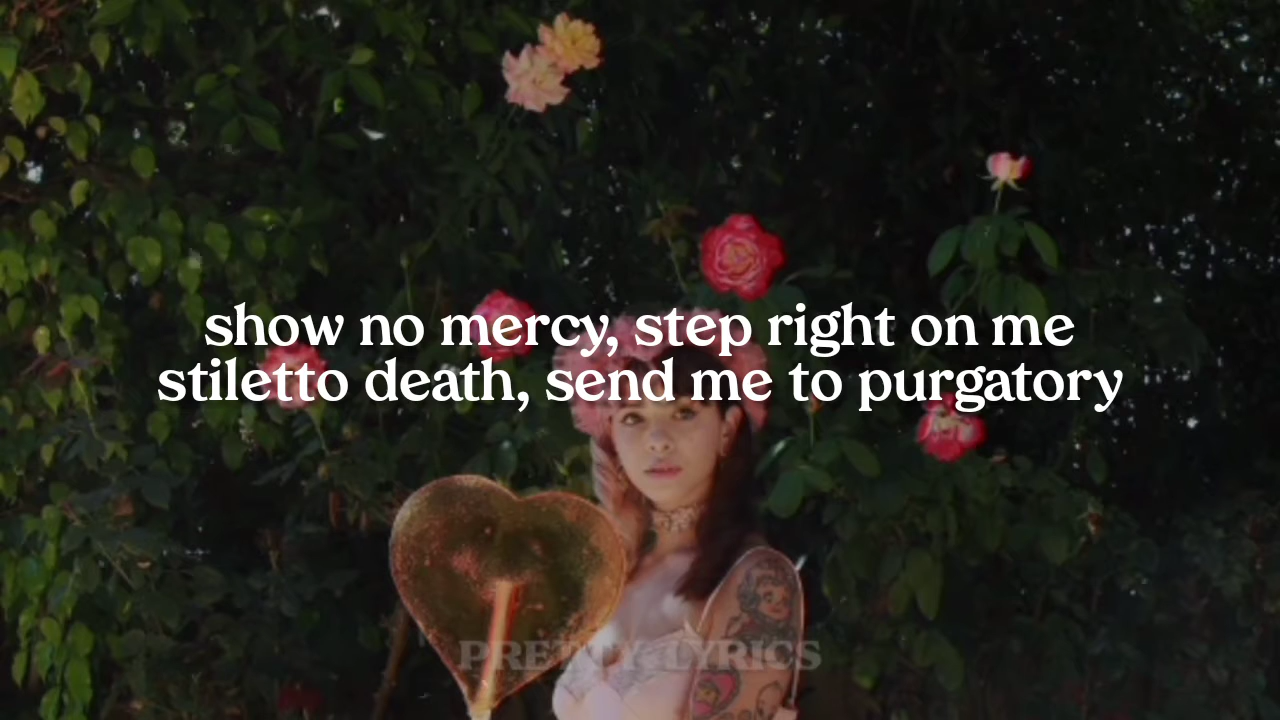 show no mercy, step right on me
stiletto death, send me to purgatory
PRETTY LYRICS